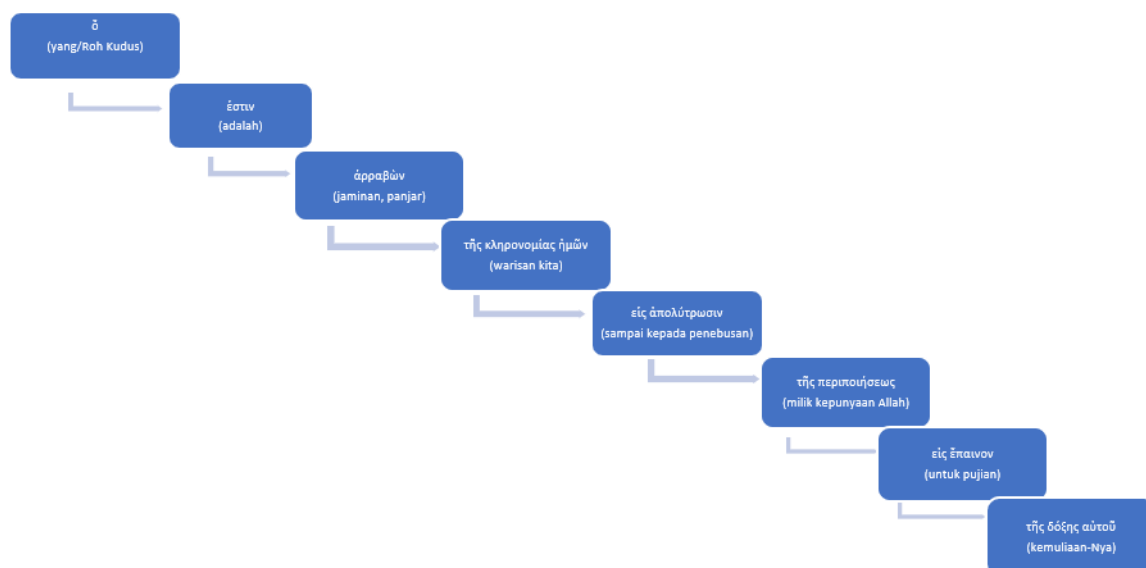 ὅ
(yang/Roh Kudus)
ἐστιν
(adalah)
ἀρραβὼν
(jaminan, panjar)
τῆς κληρονομίας ἡμῶν
(warisan kita)
εἰς ἀπολύτρωσιν
(sampai kepada penebusan)
τῆς περιποιήσεως
(milik kepunyaan Allah)
εἰς ἔπαινον
(untuk pujian)
τῆς δόξης αὐτοῦ
(kemuliaan-Nya)